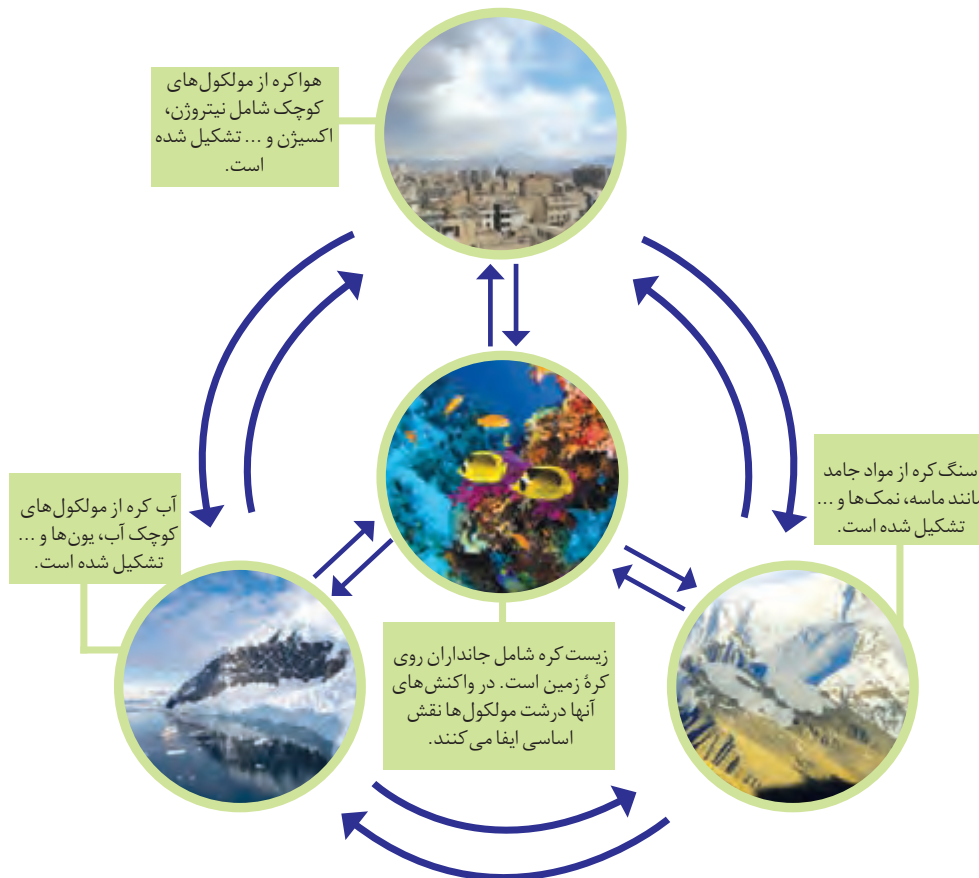 هواکره از مولکول‌های
کوچک شامل نیتروژن،
اکسیژن و ... تشکیل شده
است.
سنگ کره از مواد جامد
مانند ماسه، نمک‌ها و ...
تشکیل شده است.
آب کره از مولکول‌های
کوچک آب، یون‌ها و ...
تشکیل شده است.
زیست کره شامل جانداران روی
کرهٔ زمین است. در واکنش‌های
آنها درشت مولکول‌ها نقش
اساسی ایفا می‌کنند.